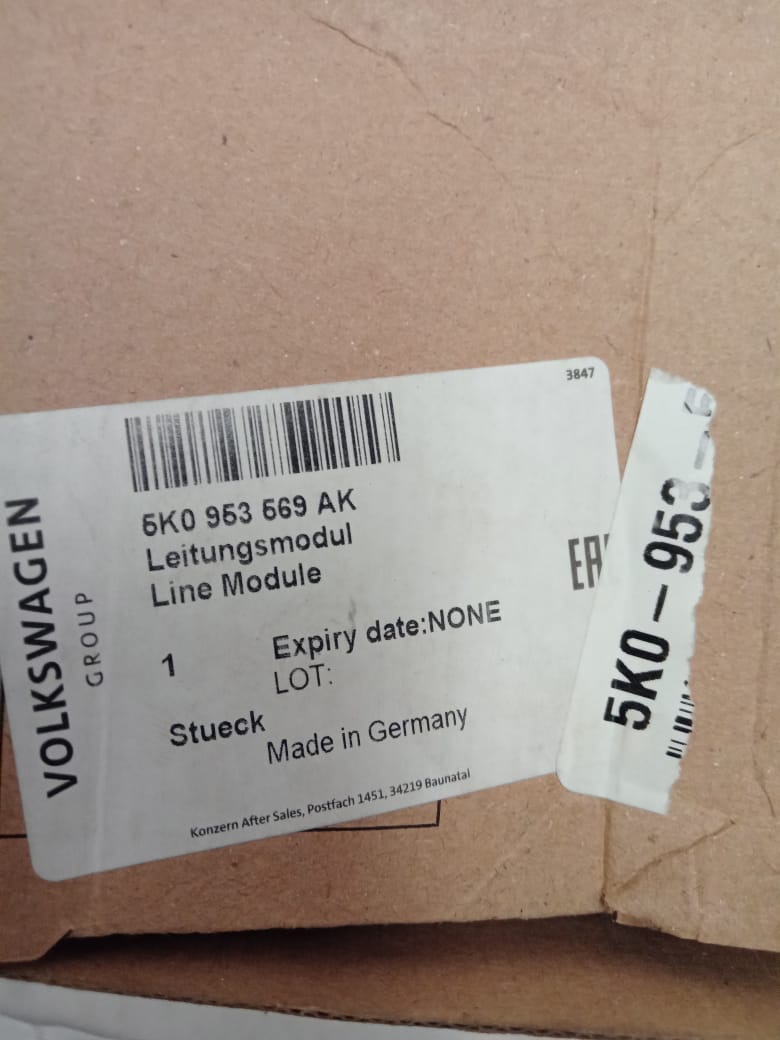 3847
5K0 953 569 AK
Leitungsmodul
Line Module
1
Expiry date:NONE
LOT:
Stueck
Made in Germany
Konzern After Sales, Postfach 1451, 34219 Baunatal
VOLKSWAGEN
GROUP
5K0-953-